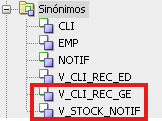 Sinónimos
CLI
EMP
NOTIF
V_CLI_REC_ED
V_CLI_REC_GE
V_STOCK_NOTIF